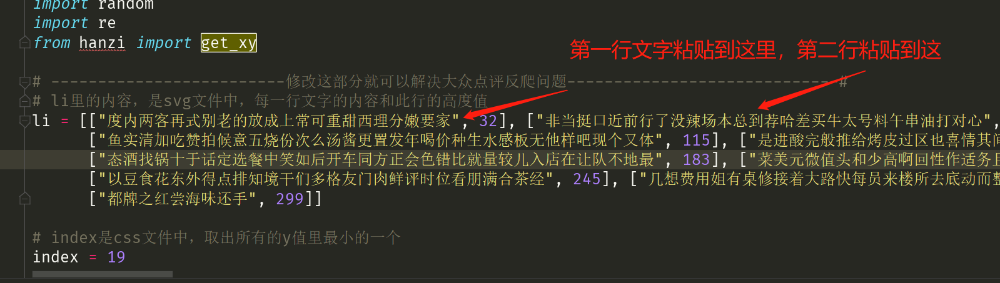 import random
import re
from hanzi import get_xy
第一行文字粘贴到这里，第二行粘贴到这
# -------------------------修改这部分就可以解决大众点评反爬问题---------------------------- #
# li里的内容，是svg文件中，每一行文字的内容和此行的高度值
li = [["度内两客再式别老的放成上常可重甜西理分嫩要家", 32], ["非当挺口近前行了没辣场本总到荐哈差买牛太号料午串油打对心",
["鱼实清加吃赞拍候意五烧份次么汤酱更置发年喝价种生水感板无他样吧现个又体", 115], ["是进酸完般推给烤皮过区也喜情其问
["态酒找锅十于话定选餐中笑如后开车同方正会色错比就量较儿入店在让队不地最", 183], ["菜美元微值头和少高啊回性作适务且
["以豆食花东外得点排知境干们多格友门肉鲜评时位看朋满合茶经", 245], ["几想费用姐有桌修接着大路快每员来楼所去底动而整
["都牌之红尝海味还手", 299]]
# index是css文件中，取出所有的y值里最小的一个
index = 19